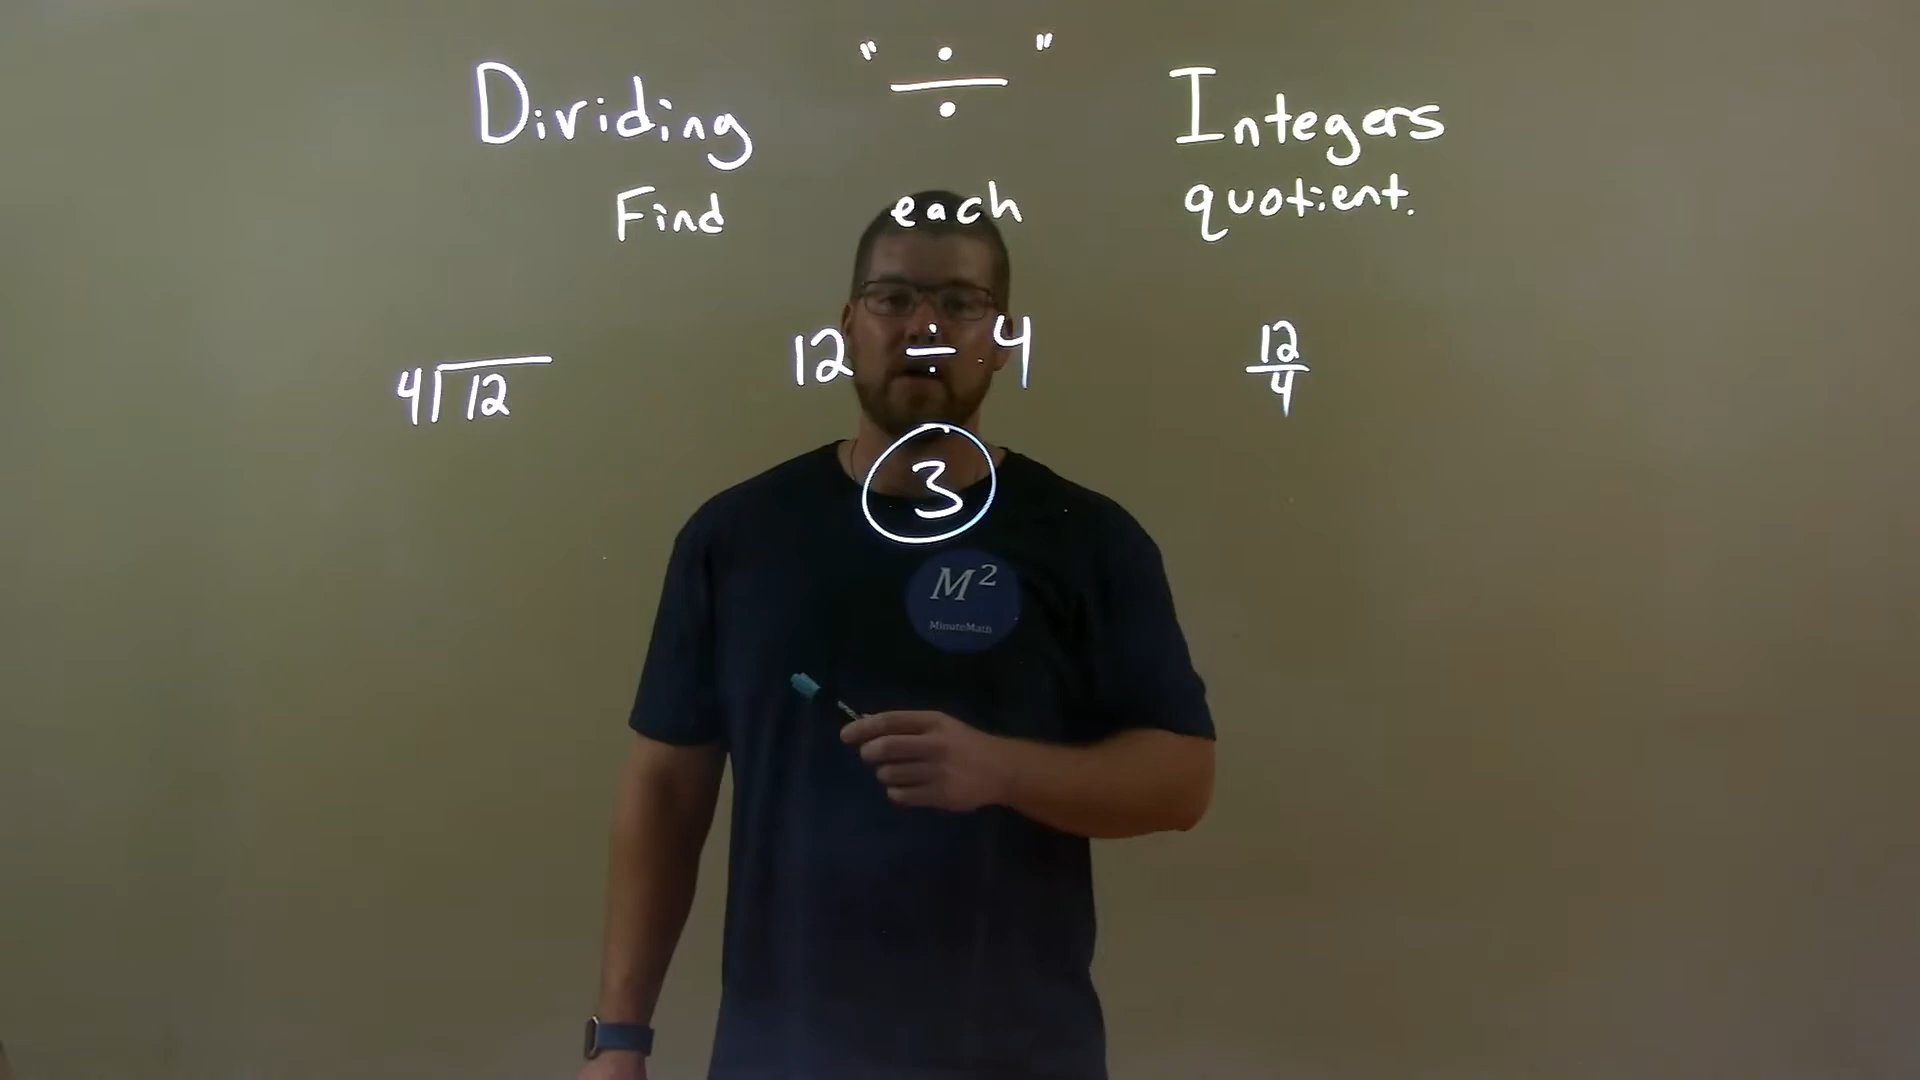 Dividing " ÷ " Integers
Find each quotient.
4⟌12
12 ÷ 4
12/4
3
M²
MinuteMath